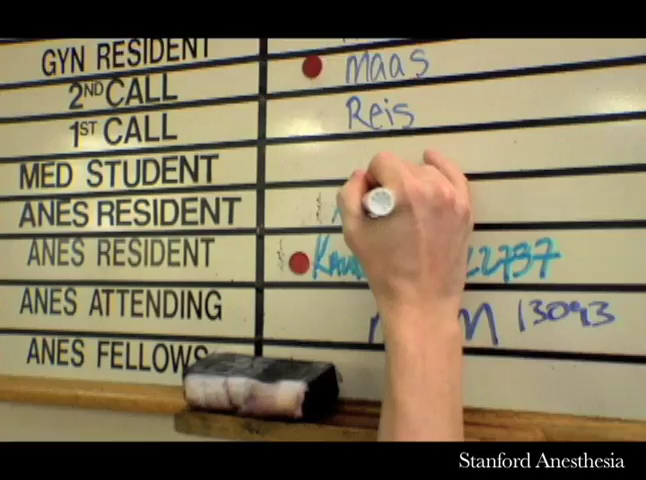 GYN RESIDENT
2ND CALL Maas
1ST CALL Reis
MED STUDENT
ANES RESIDENT
ANES RESIDENT 22737
ANES ATTENDING 13093
ANES FELLOWS
Stanford Anesthesia